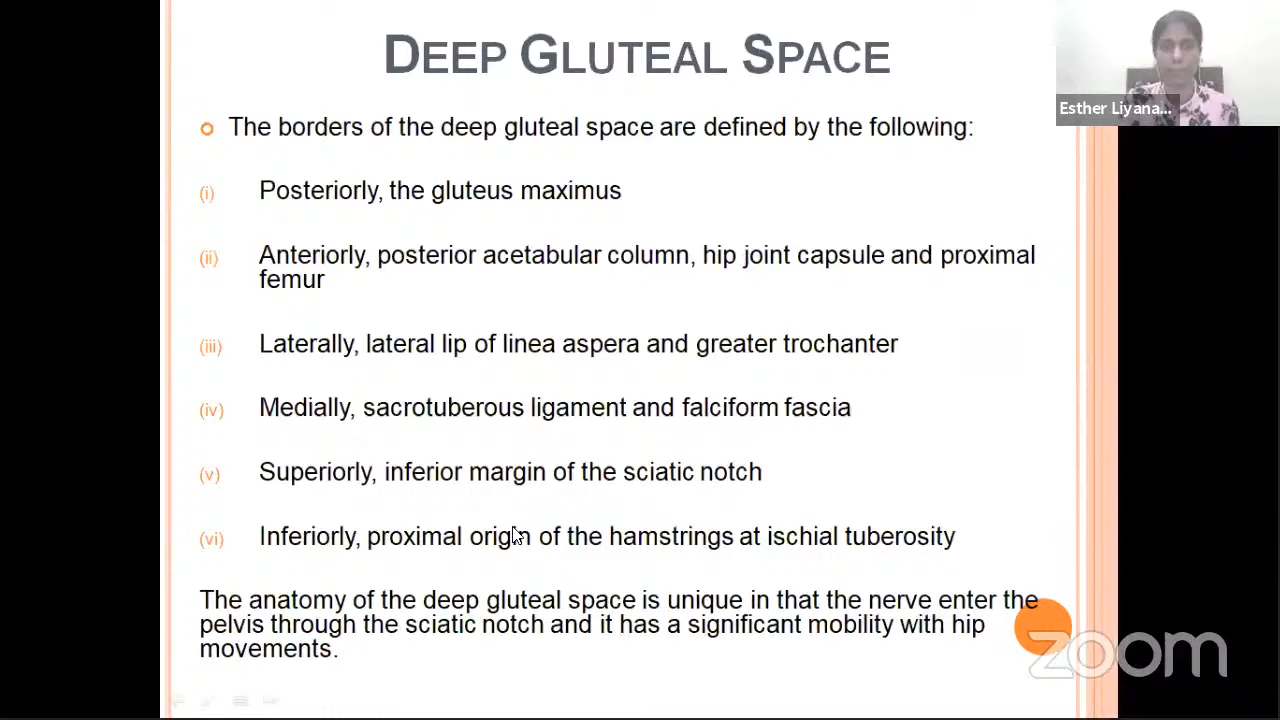 DEEP GLUTEAL SPACE
Esther Liyana...
The borders of the deep gluteal space are defined by the following:
(i) Posteriorly, the gluteus maximus
(ii) Anteriorly, posterior acetabular column, hip joint capsule and proximal
femur
(iii) Laterally, lateral lip of linea aspera and greater trochanter
(iv) Medially, sacrotuberous ligament and falciform fascia
(v) Superiorly, inferior margin of the sciatic notch
(vi) Inferiorly, proximal origin of the hamstrings at ischial tuberosity
The anatomy of the deep gluteal space is unique in that the nerve enter the
pelvis through the sciatic notch and it has a significant mobility with hip
movements.
zoom